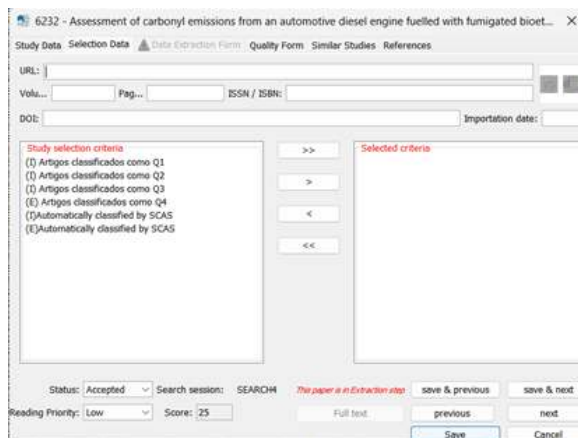 6232 - Assessment of carbonyl emissions from an automotive diesel engine fuelled with fumigated bioet...
Study Data Selection Data Data Extraction Form Quality Form Similar Studies References
URL:
Volu... Pag... ISSN / ISBN:
DOI: Importation date:
Study selection criteria >> Selected criteria
(I) Artigos classificados como Q1
(I) Artigos classificados como Q2
(I) Artigos classificados como Q3
(E) Artigos classificados como Q4
(I)Automatically classified by SCAS
(E)Automatically classified by SCAS
>
<
<<
Status: Accepted Search session: SEARCH4 This paper is in Extraction step save & previous save & next
Reading Priority: Low Score: 25 Full text previous next
Save Cancel